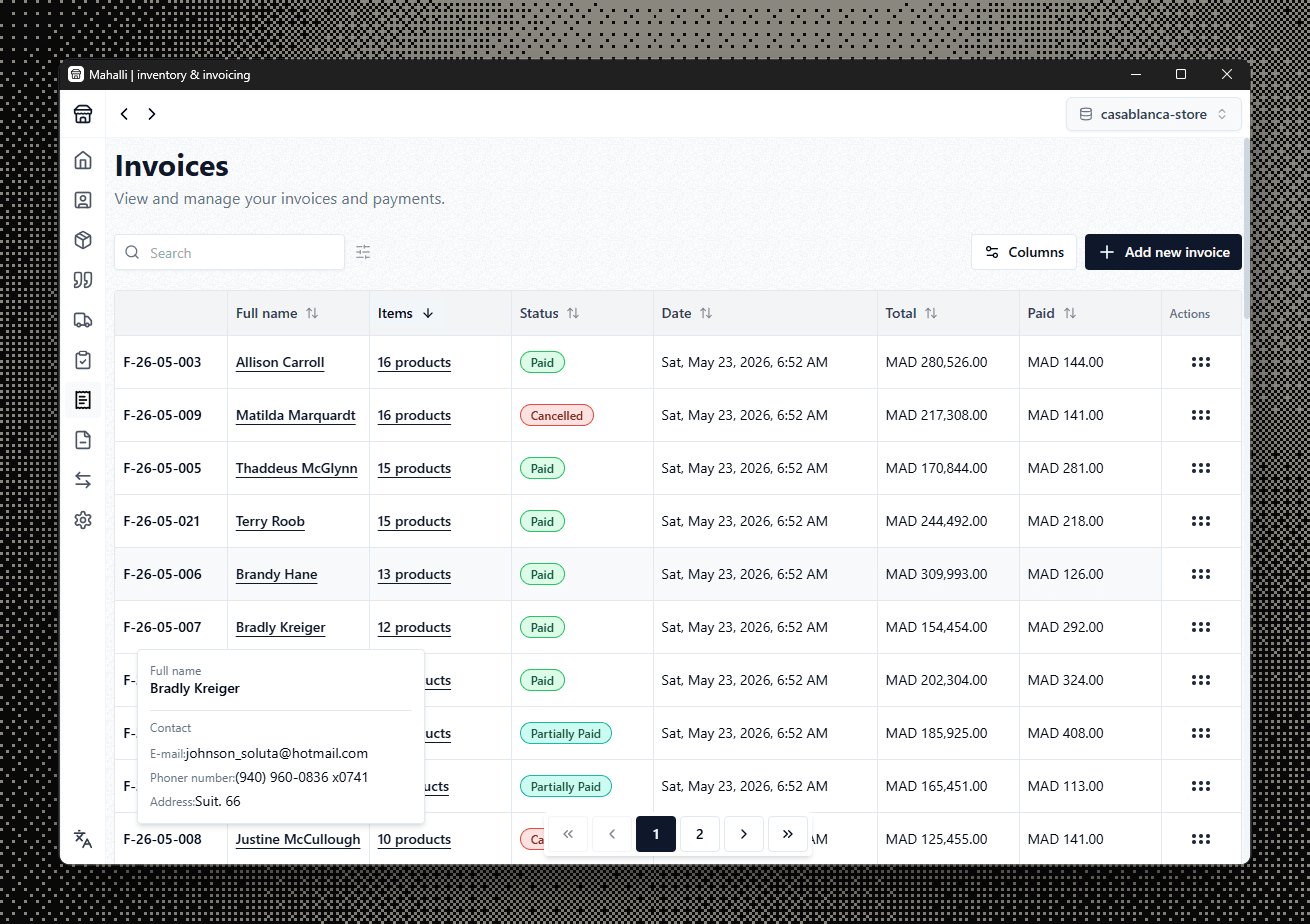 Mahalli | inventory & invoicing
casablanca-store
Invoices
View and manage your invoices and payments.
Search
Columns
Add new invoice
Full name Items Status Date Total Paid Actions
F-26-05-003 Allison Carroll 16 products Paid Sat, May 23, 2026, 6:52 AM MAD 280,526.00 MAD 144.00
F-26-05-009 Matilda Marquardt 16 products Cancelled Sat, May 23, 2026, 6:52 AM MAD 217,308.00 MAD 141.00
F-26-05-005 Thaddeus McGlynn 15 products Paid Sat, May 23, 2026, 6:52 AM MAD 170,844.00 MAD 281.00
F-26-05-021 Terry Roob 15 products Paid Sat, May 23, 2026, 6:52 AM MAD 244,492.00 MAD 218.00
F-26-05-006 Brandy Hane 13 products Paid Sat, May 23, 2026, 6:52 AM MAD 309,993.00 MAD 126.00
F-26-05-007 Bradly Kreiger 12 products Paid Sat, May 23, 2026, 6:52 AM MAD 154,454.00 MAD 292.00
Paid Sat, May 23, 2026, 6:52 AM MAD 202,304.00 MAD 324.00
Partially Paid Sat, May 23, 2026, 6:52 AM MAD 185,925.00 MAD 408.00
Partially Paid Sat, May 23, 2026, 6:52 AM MAD 165,451.00 MAD 113.00
F-26-05-008 Justine McCullough 10 products MAD 125,455.00 MAD 141.00
Full name
Bradly Kreiger
Contact
E-mail:johnson_soluta@hotmail.com
Phoner number:(940) 960-0836 x0741
Address:Suit. 66
1 2